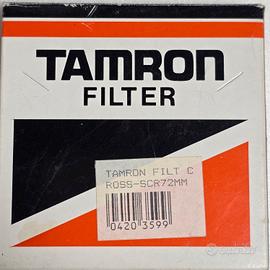 TAMRON
FILTER
TAMRON FILT C
ROSS-SCR72MM
0420 3599